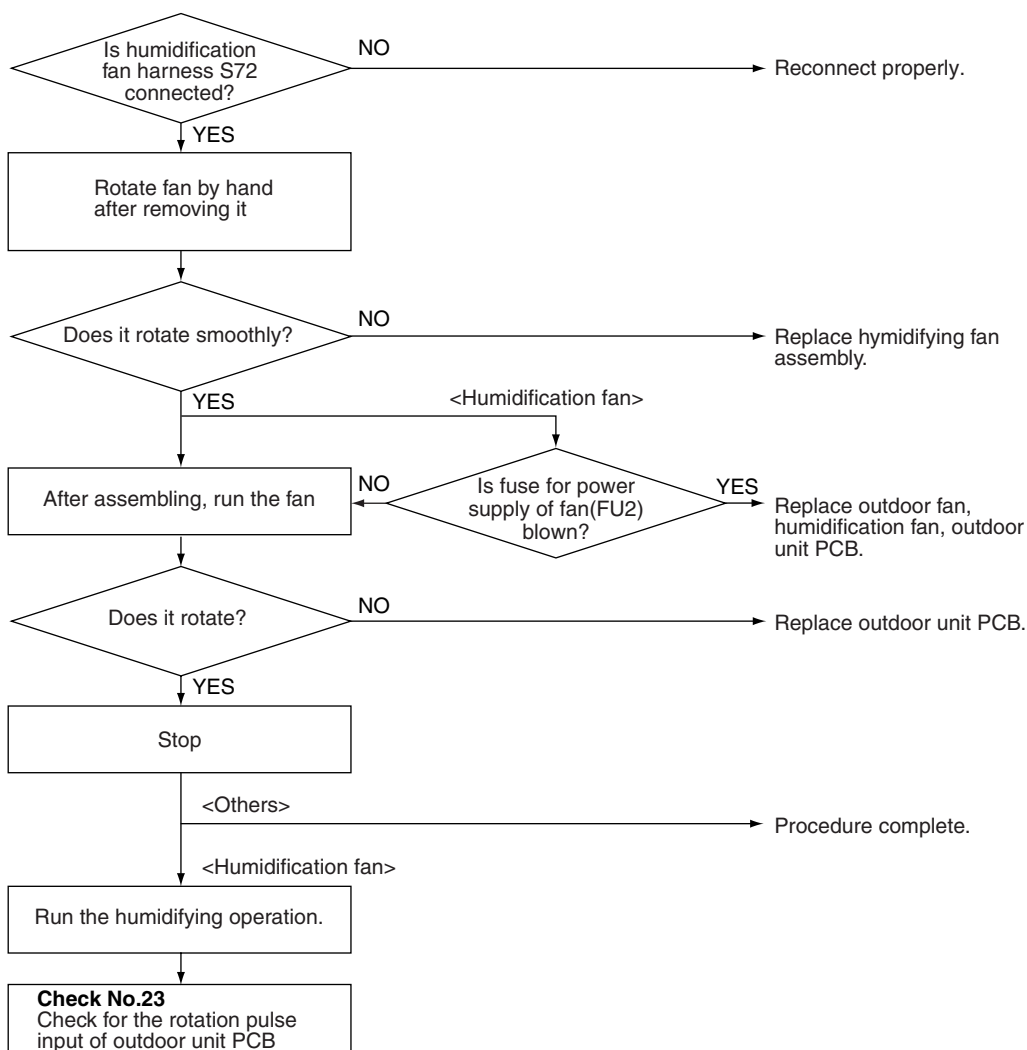 Is humidification
fan harness S72
connected?
NO
Reconnect properly.
YES
Rotate fan by hand
after removing it
Does it rotate smoothly?
NO
Replace hymidifying fan
assembly.
YES
<Humidification fan>
After assembling, run the fan
NO
Is fuse for power
supply of fan(FU2)
blown?
YES
Replace outdoor fan,
humidification fan, outdoor
unit PCB.
Does it rotate?
NO
Replace outdoor unit PCB.
YES
Stop
<Others>
Procedure complete.
<Humidification fan>
Run the humidifying operation.
Check No.23
Check for the rotation pulse
input of outdoor unit PCB